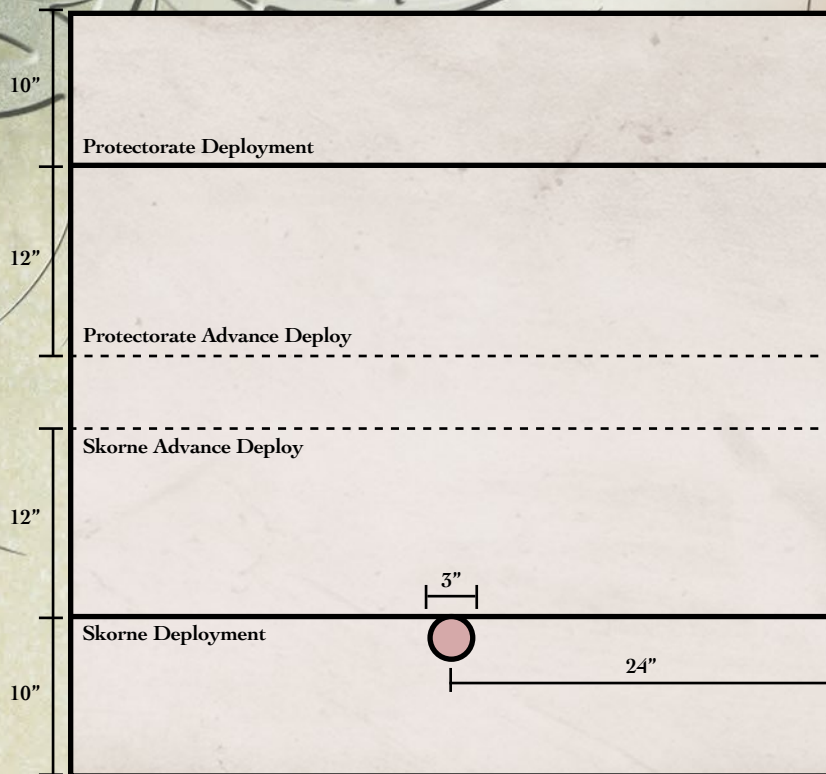 10”
Protectorate Deployment
12”
Protectorate Advance Deploy
Skorne Advance Deploy
12”
3”
Skorne Deployment
24”
10”